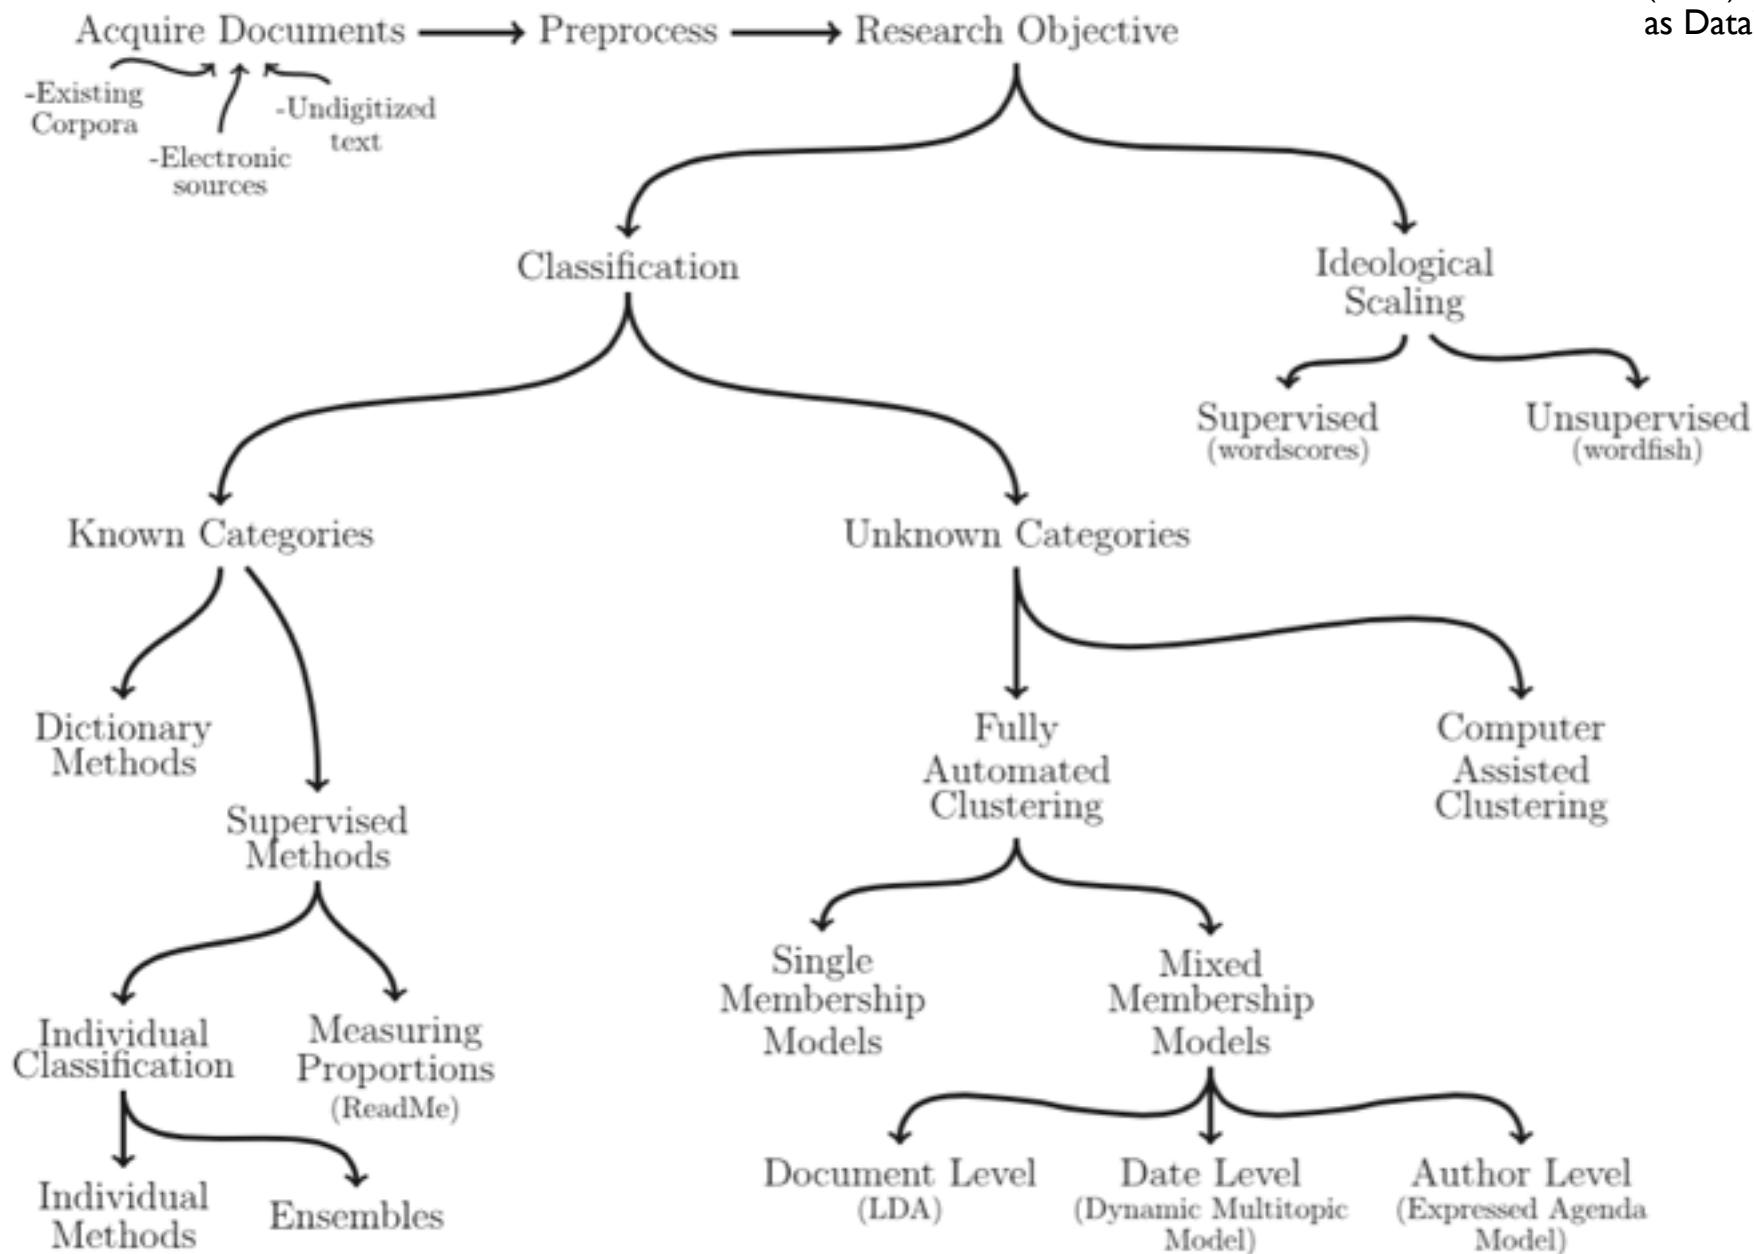 as Data
Acquire Documents
Preprocess
Research Objective
-Existing
Corpora
-Undigitized
text
-Electronic
sources
Classification
Ideological
Scaling
Supervised
(wordscores)
Unsupervised
(wordfish)
Known Categories
Unknown Categories
Dictionary
Methods
Supervised
Methods
Fully
Automated
Clustering
Computer
Assisted
Clustering
Individual
Classification
Measuring
Proportions
(ReadMe)
Single
Membership
Models
Mixed
Membership
Models
Individual
Methods
Ensembles
Document Level
(LDA)
Date Level
(Dynamic Multitopic
Model)
Author Level
(Expressed Agenda
Model)